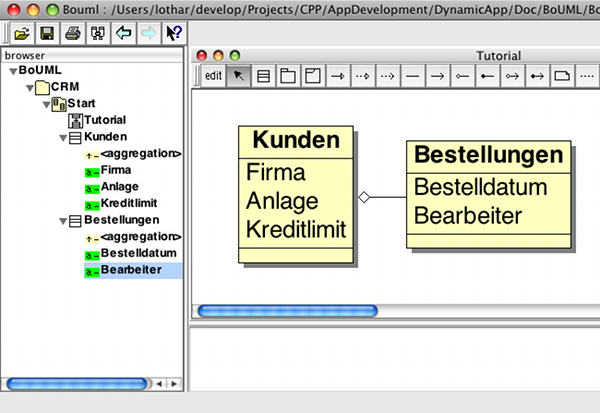 Bouml : /Users/lothar/develop/Projects/CPP/AppDevelopment/DynamicApp/Doc/BoUML/Bo
browser
BoUML
CRM
Start
Tutorial
Kunden
<aggregation>
Firma
Anlage
Kreditlimit
Bestellungen
<aggregation>
Bestelldatum
Bearbeiter
Tutorial
edit
Kunden
Firma
Anlage
Kreditlimit
Bestellungen
Bestelldatum
Bearbeiter